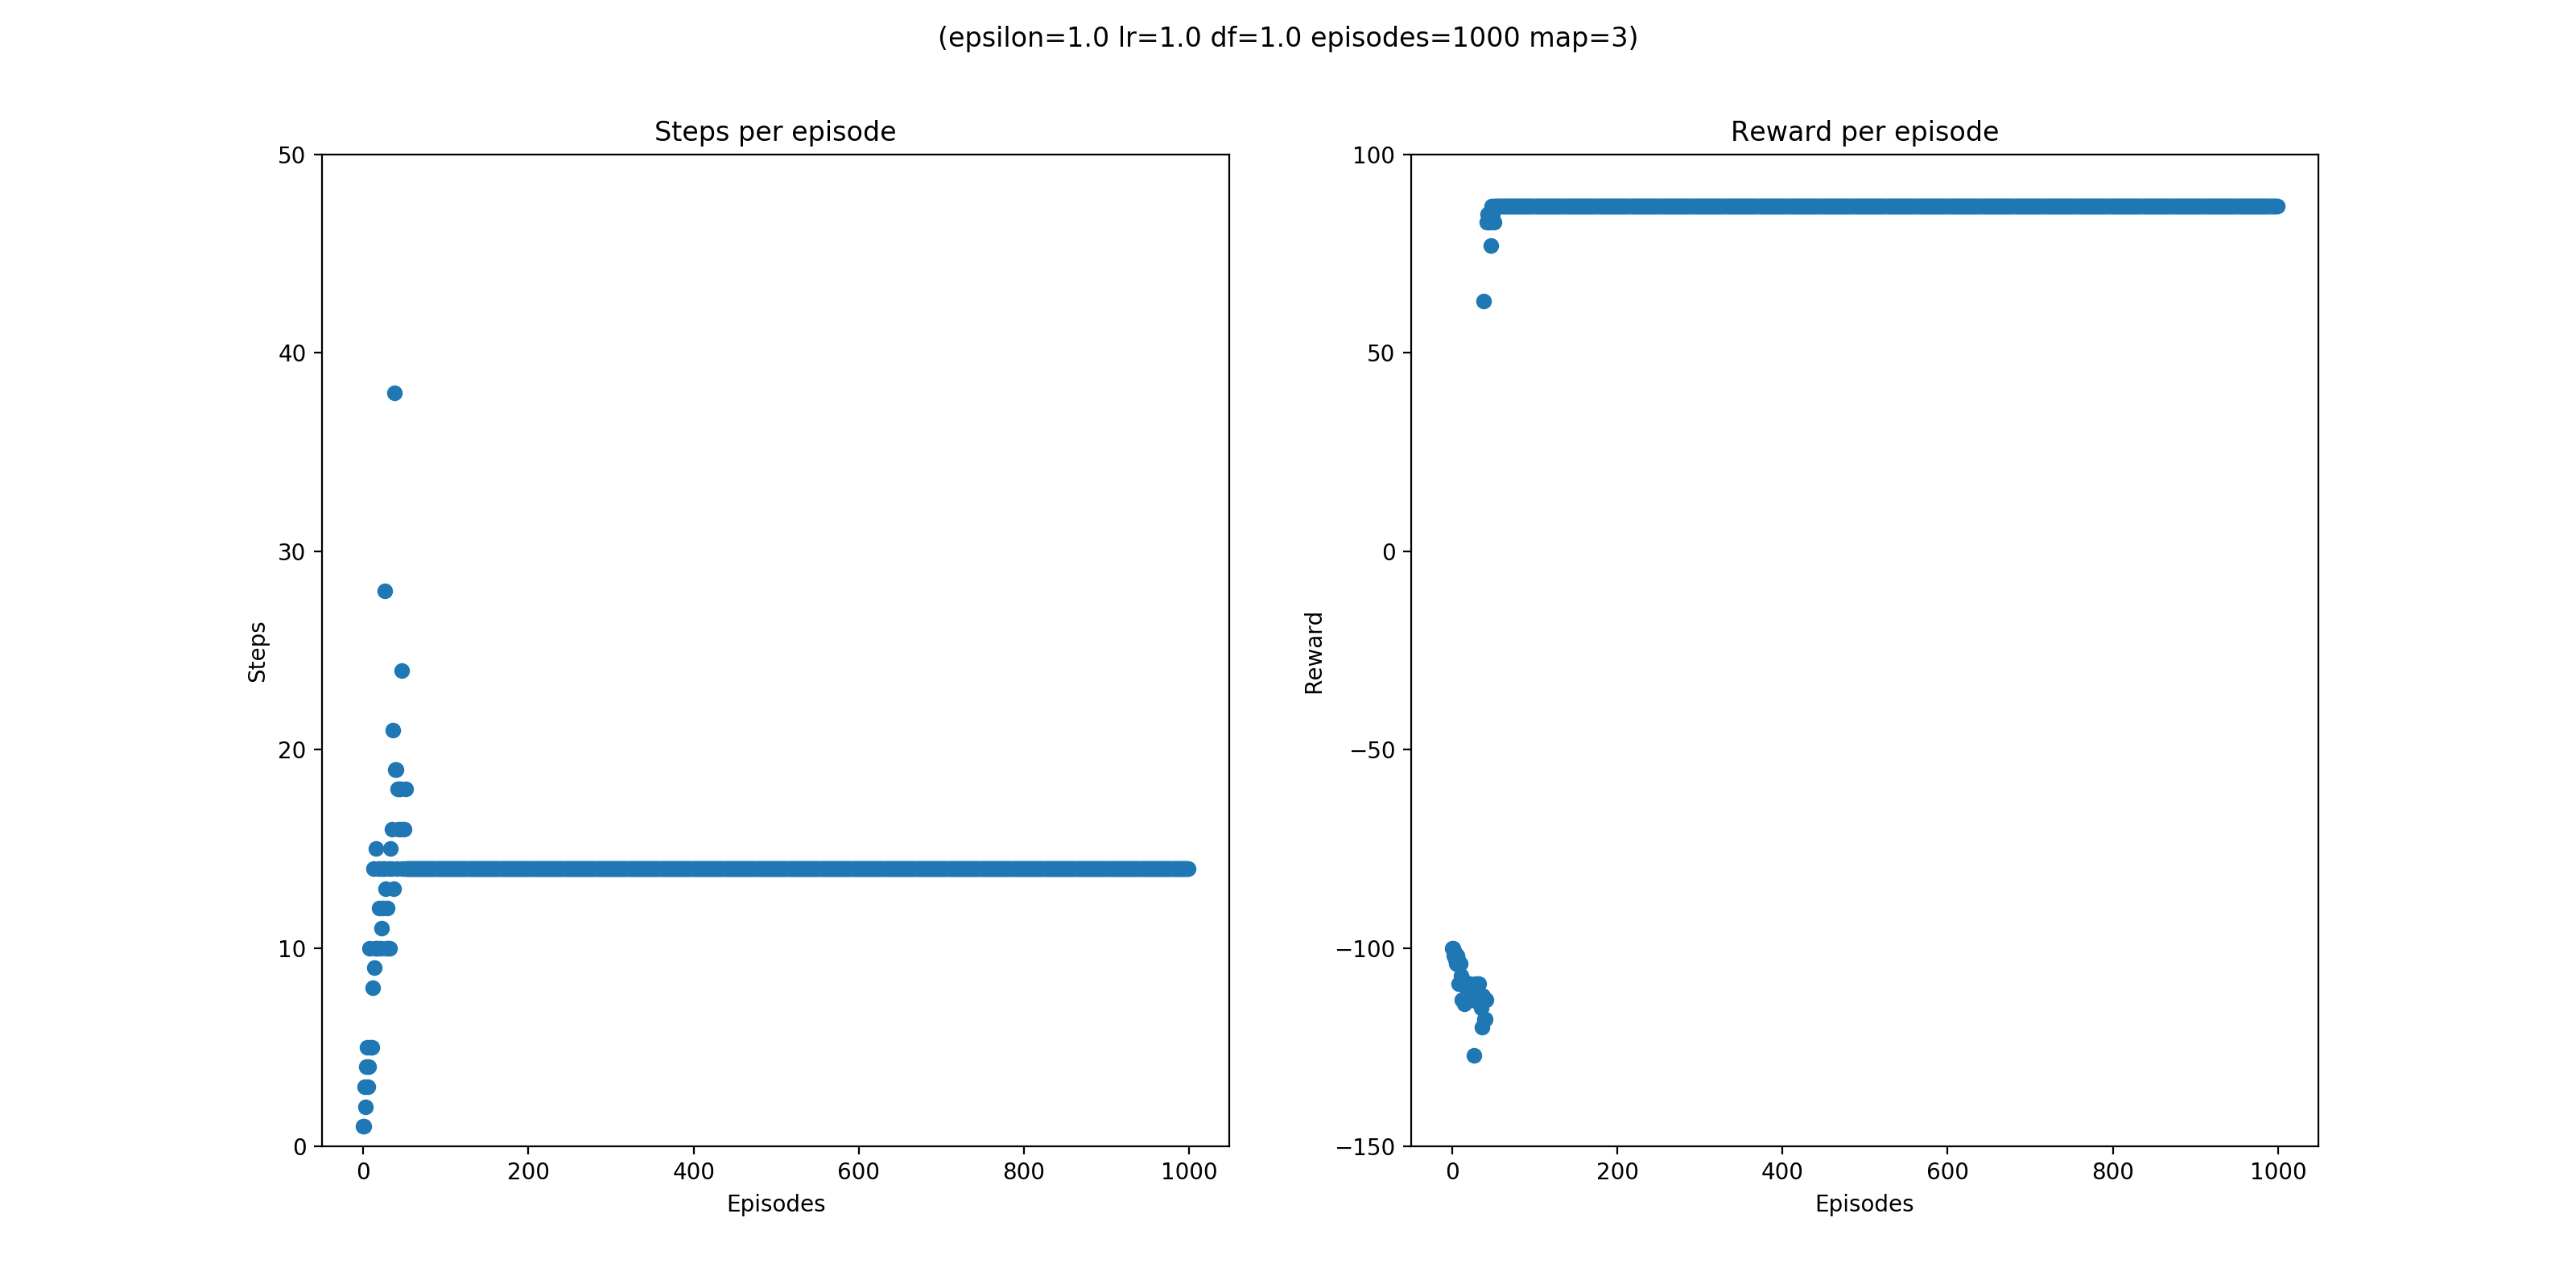 (epsilon=1.0 lr=1.0 df=1.0 episodes=1000 map=3)
Steps per episode
50
40
30
20
10
0
Steps
0 200 400 600 800 1000
Episodes
Reward per episode
100
50
0
−50
−100
−150
Reward
0 200 400 600 800 1000
Episodes